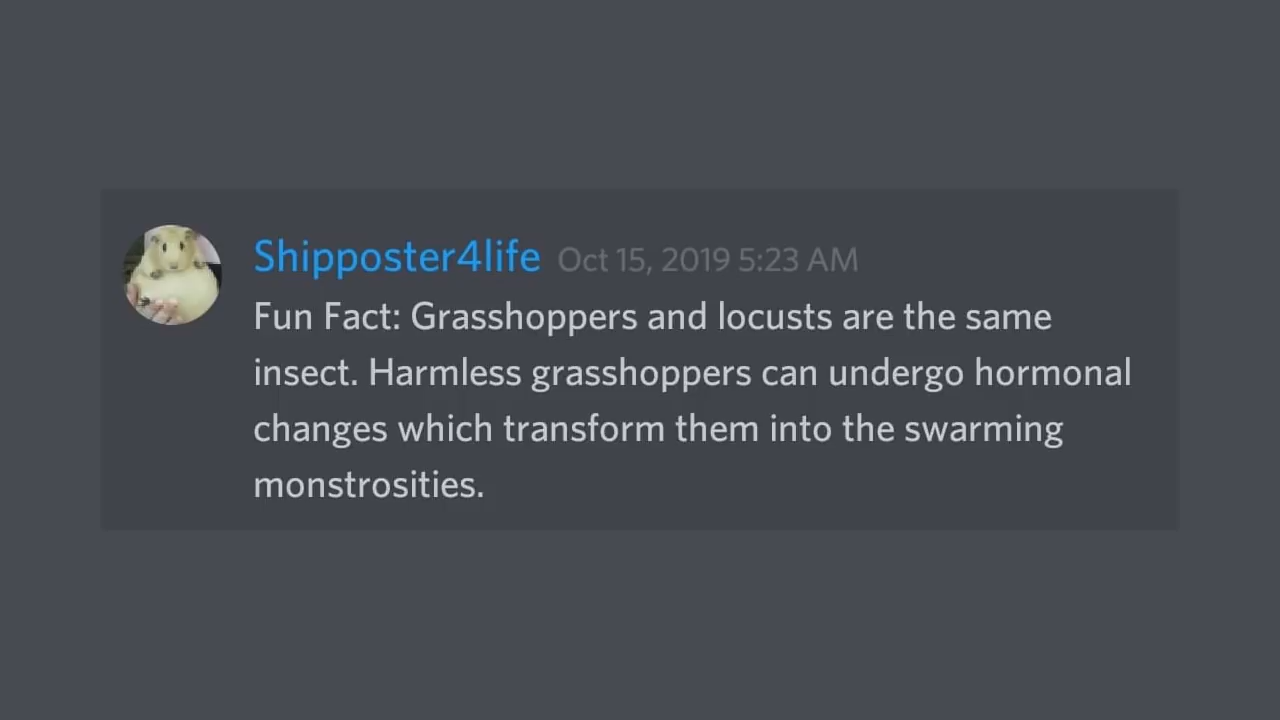 Shipposter4life Oct 15, 2019 5:23 AM
Fun Fact: Grasshoppers and locusts are the same
insect. Harmless grasshoppers can undergo hormonal
changes which transform them into the swarming
monstrosities.